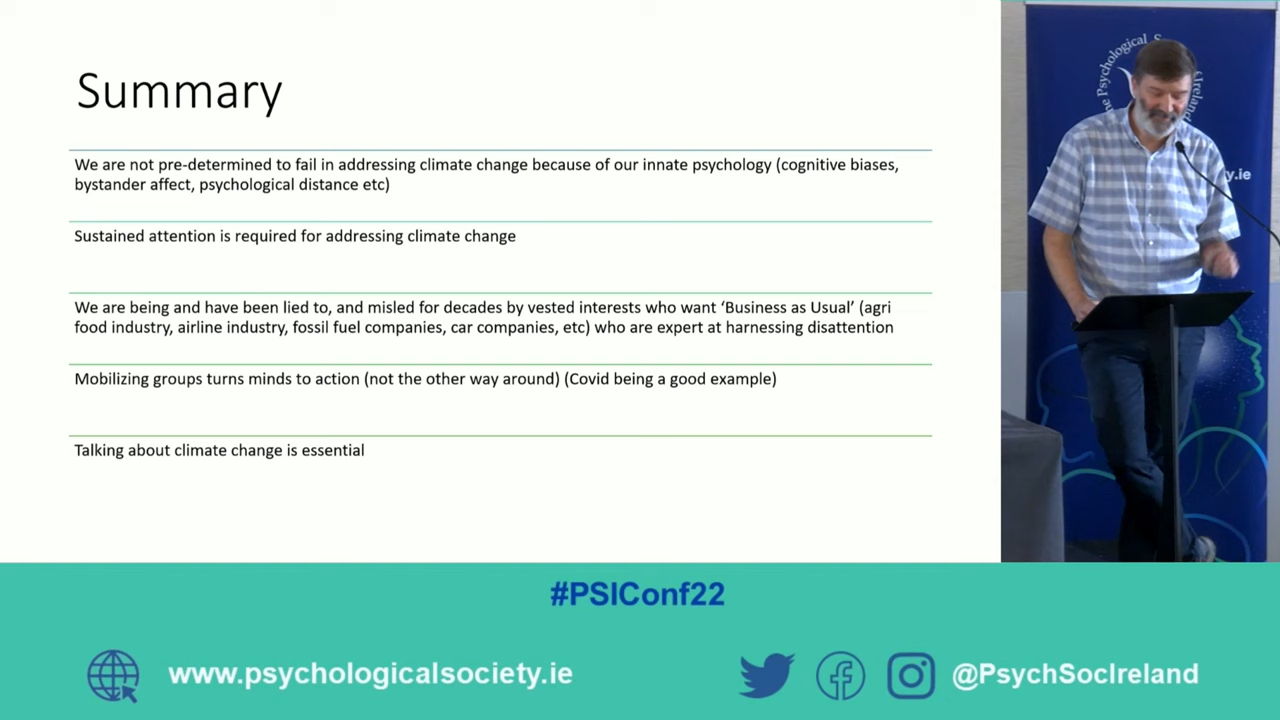 Summary
We are not pre-determined to fail in addressing climate change because of our innate psychology (cognitive biases,
bystander affect, psychological distance etc)
Sustained attention is required for addressing climate change
We are being and have been lied to, and misled for decades by vested interests who want ‘Business as Usual’ (agri
food industry, airline industry, fossil fuel companies, car companies, etc) who are expert at harnessing disattention
Mobilizing groups turns minds to action (not the other way around) (Covid being a good example)
Talking about climate change is essential
Psychological
Ireland
y.ie
#PSIConf22
www.psychologicalsociety.ie
@PsychSocIreland